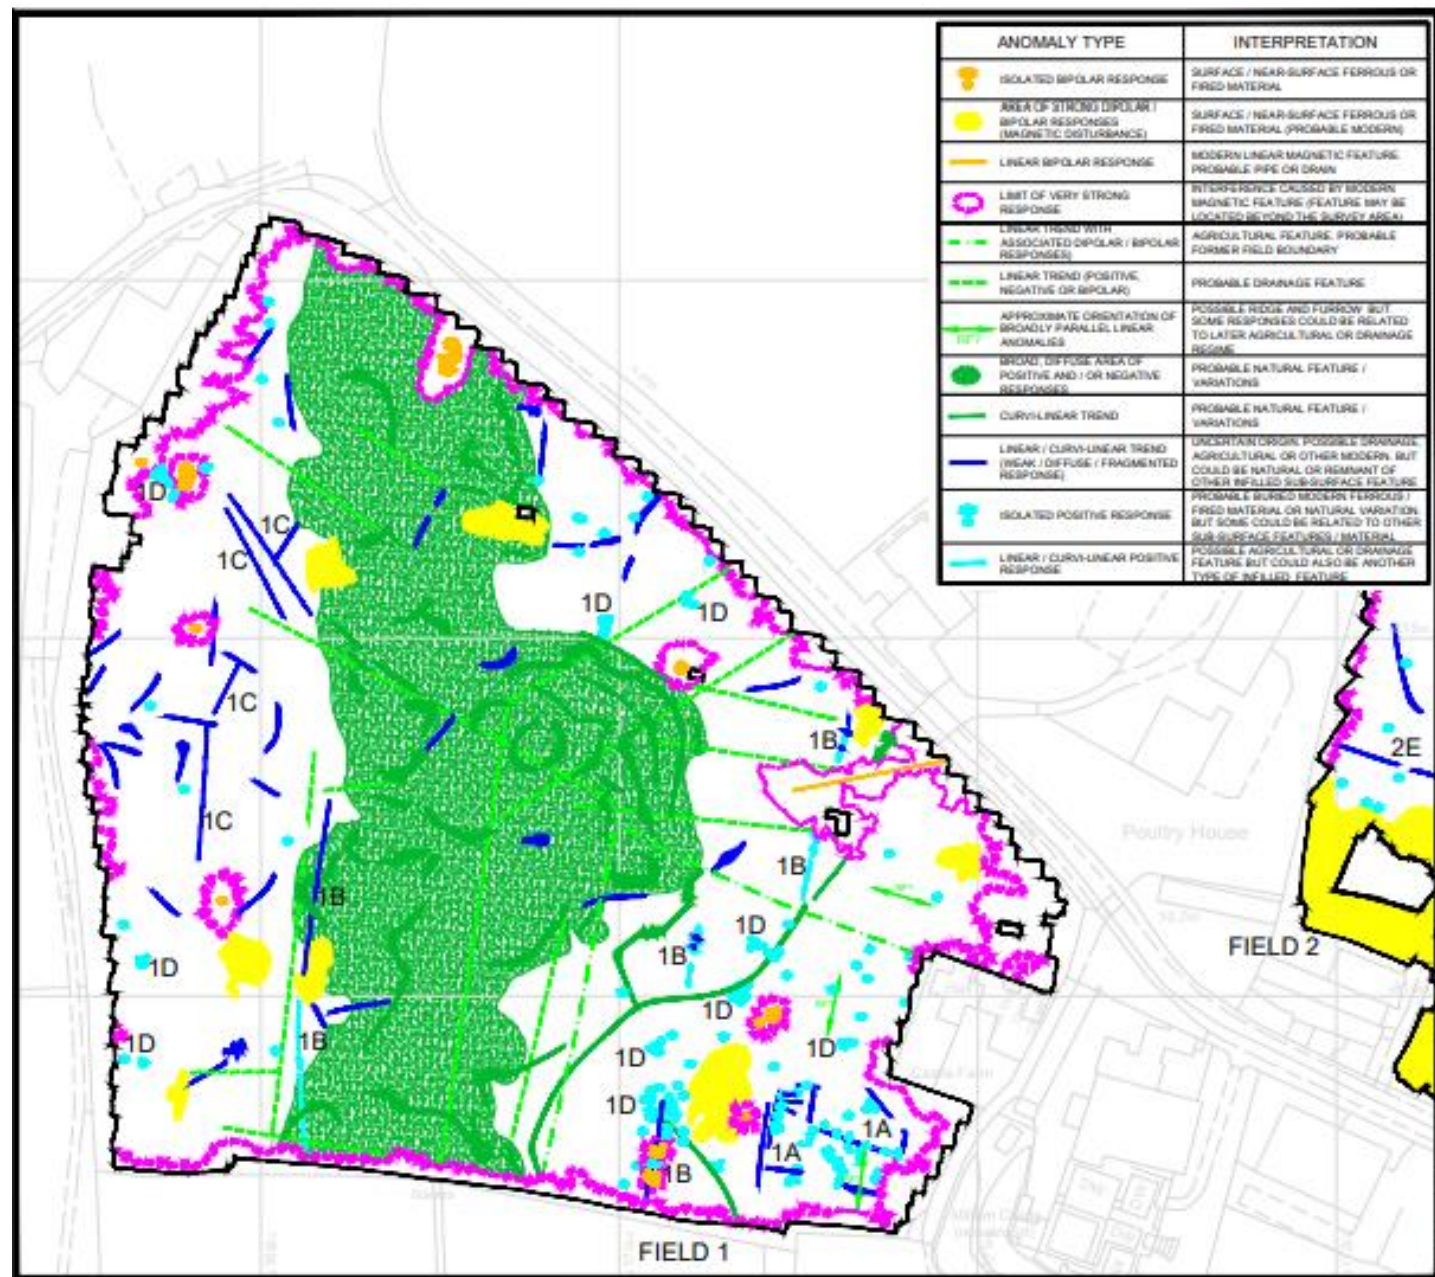 ANOMALY TYPE
INTERPRETATION
ISOLATED BIPOLAR RESPONSE
SURFACE / NEAR-SURFACE FERROUS OR
FIRED MATERIAL
AREA OF STRONG DIPOLAR /
BIPOLAR RESPONSES
(MAGNETIC DISTURBANCE)
SURFACE / NEAR-SURFACE FERROUS OR
FIRED MATERIAL (PROBABLE MODERN)
LINEAR BIPOLAR RESPONSE
MODERN LINEAR MAGNETIC FEATURE.
PROBABLE PIPE OR DRAIN
LIMIT OF VERY STRONG
RESPONSE
INTERFERENCE CAUSED BY MODERN
MAGNETIC FEATURE (FEATURE MAY BE
LOCATED BEYOND THE SURVEY AREA)
LINEAR TREND WITH
ASSOCIATED DIPOLAR / BIPOLAR
RESPONSES)
AGRICULTURAL FEATURE. PROBABLE
FORMER FIELD BOUNDARY
LINEAR TREND (POSITIVE,
NEGATIVE OR BIPOLAR)
PROBABLE DRAINAGE FEATURE
APPROXIMATE ORIENTATION OF
BROADLY PARALLEL LINEAR
ANOMALIES
POSSIBLE RIDGE AND FURROW BUT
SOME RESPONSES COULD BE RELATED
TO LATER AGRICULTURAL OR DRAINAGE
REGIME
BROAD, DIFFUSE AREA OF
POSITIVE AND / OR NEGATIVE
RESPONSES
PROBABLE NATURAL FEATURE /
VARIATIONS
CURVI-LINEAR TREND
PROBABLE NATURAL FEATURE /
VARIATIONS
LINEAR / CURVI-LINEAR TREND
(WEAK / DIFFUSE / FRAGMENTED
RESPONSE)
UNCERTAIN ORIGIN. POSSIBLE DRAINAGE,
AGRICULTURAL OR OTHER MODERN, BUT
COULD BE NATURAL OR REMNANT OF
OTHER INFILLED SUB-SURFACE FEATURE
ISOLATED POSITIVE RESPONSE
PROBABLE BURIED MODERN FERROUS /
FIRED MATERIAL OR NATURAL VARIATION
BUT SOME COULD BE RELATED TO OTHER
SUB-SURFACE FEATURES / MATERIAL
LINEAR / CURVI-LINEAR POSITIVE
RESPONSE
POSSIBLE AGRICULTURAL OR DRAINAGE
FEATURE BUT COULD ALSO BE ANOTHER
TYPE OF INFILLED FEATURE
1D
1C
1C
1D
1D
1C
1B
2E
1C
Poultry House
1B
1B
1D
FIELD 2
1B
1D
1D
1B
1D
1D
1D
1D
1D
1A
1A
1B
FIELD 1